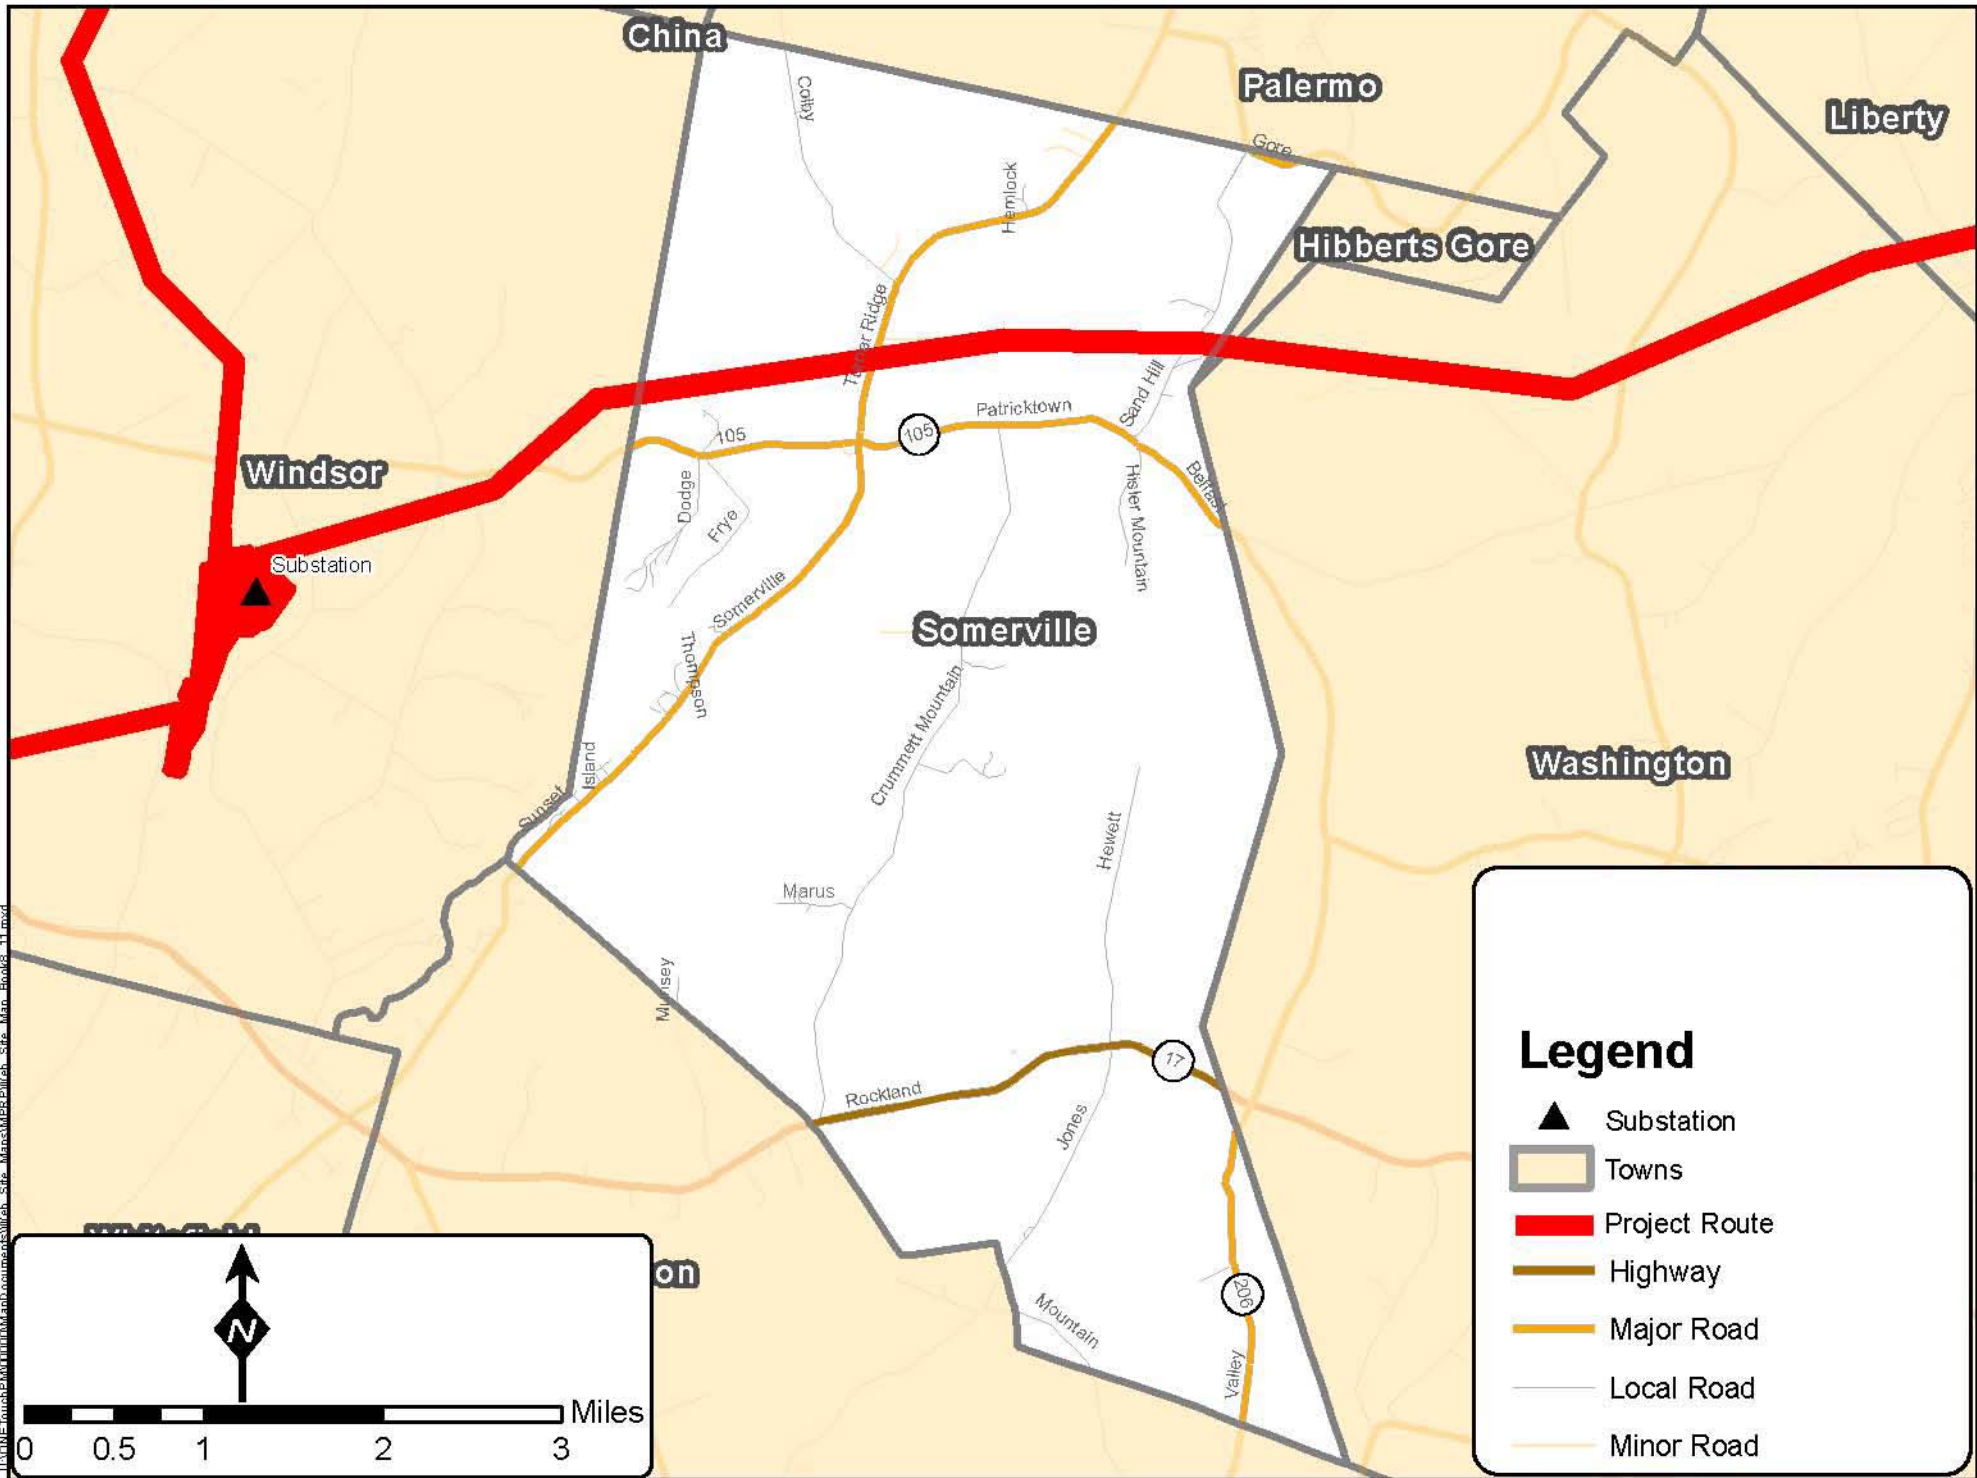 China
Palermo
Liberty
Colby
Gore
Hemlock
Hibberts Gore
Turner Ridge
Sand Hill
Patricktown
105
105
Windsor
Belfast
Dodge
Frye
Hisler Mountain
Substation
Somerville
Somerville
Thompson
Crummett Mountain
Island
Sunset
Washington
Hewett
Marus
Munsey
17
Rockland
Jones
206
Mountain
Valley
on
N
Miles
0 0.5 1 2 3
Legend
Substation
Towns
Project Route
Highway
Major Road
Local Road
Minor Road